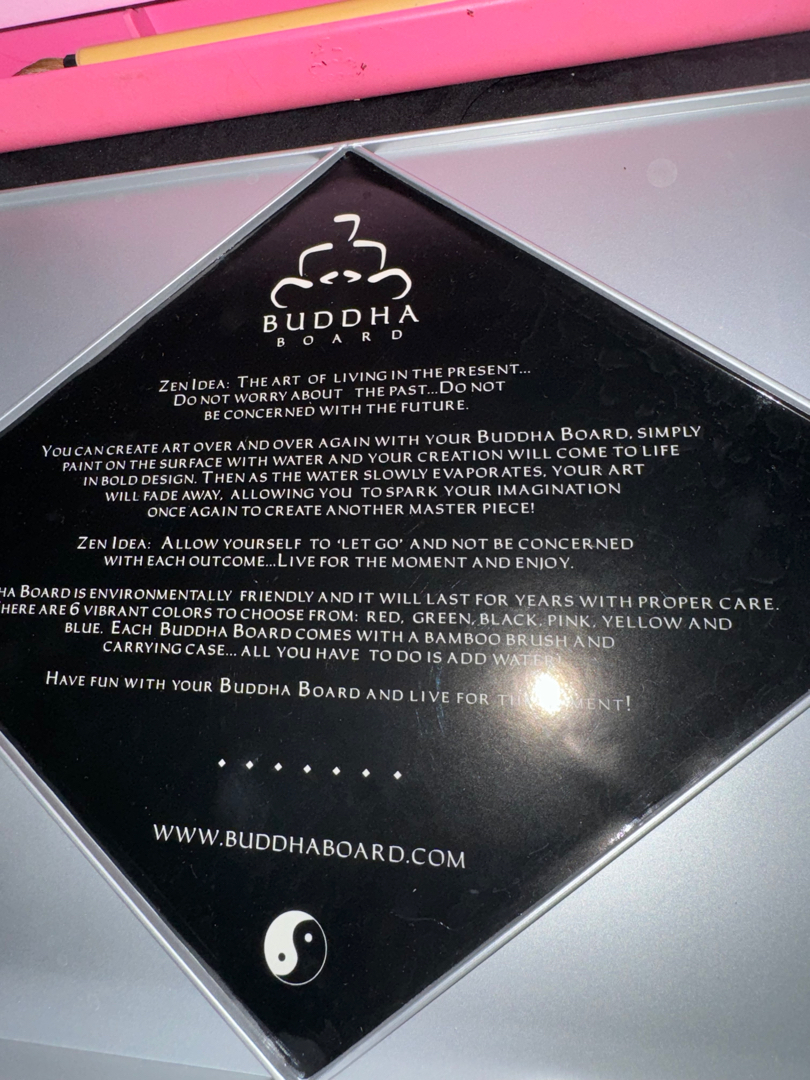 BUDDHA
BOARD
ZEN IDEA: THE ART OF LIVING IN THE PRESENT...
DO NOT WORRY ABOUT THE PAST...DO NOT
BE CONCERNED WITH THE FUTURE.
YOU CAN CREATE ART OVER AND OVER AGAIN WITH YOUR BUDDHA BOARD, SIMPLY
PAINT ON THE SURFACE WITH WATER AND YOUR CREATION WILL COME TO LIFE
IN BOLD DESIGN. THEN AS THE WATER SLOWLY EVAPORATES, YOUR ART
WILL FADE AWAY, ALLOWING YOU TO SPARK YOUR IMAGINATION
ONCE AGAIN TO CREATE ANOTHER MASTER PIECE!
ZEN IDEA: ALLOW YOURSELF TO 'LET GO' AND NOT BE CONCERNED
WITH EACH OUTCOME...LIVE FOR THE MOMENT AND ENJOY.
BOARD IS ENVIRONMENTALLY FRIENDLY AND IT WILL LAST FOR YEARS WITH PROPER CARE.
ARE 6 VIBRANT COLORS TO CHOOSE FROM: RED, GREEN, BLACK, PINK, YELLOW AND
BLUE. EACH BUDDHA BOARD COMES WITH A BAMBOO BRUSH AND
CARRYING CASE... ALL YOU HAVE TO DO IS ADD WATER!
HAVE FUN WITH YOUR BUDDHA BOARD AND LIVE FOR
WWW.BUDDHABOARD.COM